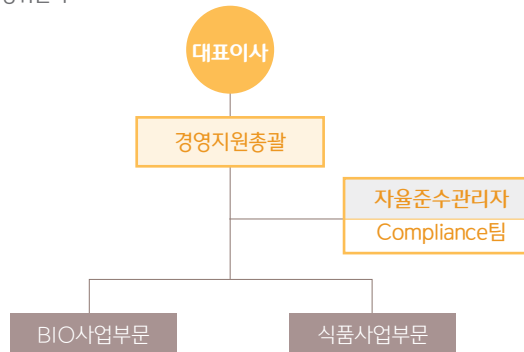 대표이사
경영지원총괄
자율준수관리자
Compliance팀
BIO사업부문
식품사업부문